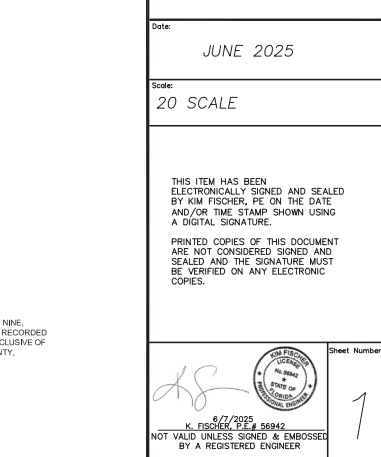 Date:
JUNE 2025
Scale:
20 SCALE
THIS ITEM HAS BEEN
ELECTRONICALLY SIGNED AND SEALED
BY KIM FISCHER, PE ON THE DATE
AND/OR TIME STAMP SHOWN USING
A DIGITAL SIGNATURE.
PRINTED COPIES OF THIS DOCUMENT
ARE NOT CONSIDERED SIGNED AND
SEALED AND THE SIGNATURE MUST
BE VERIFIED ON ANY ELECTRONIC
COPIES.
NINE,
RECORDED
CLUSIVE OF
NTY,
KIM FISCHER
LICENSE
No. 56942
STATE OF
FLORIDA
PROFESSIONAL ENGINEER
6/7/2025
K. FISCHER, P.E.# 56942
NOT VALID UNLESS SIGNED & EMBOSSED
BY A REGISTERED ENGINEER
Sheet Number
1